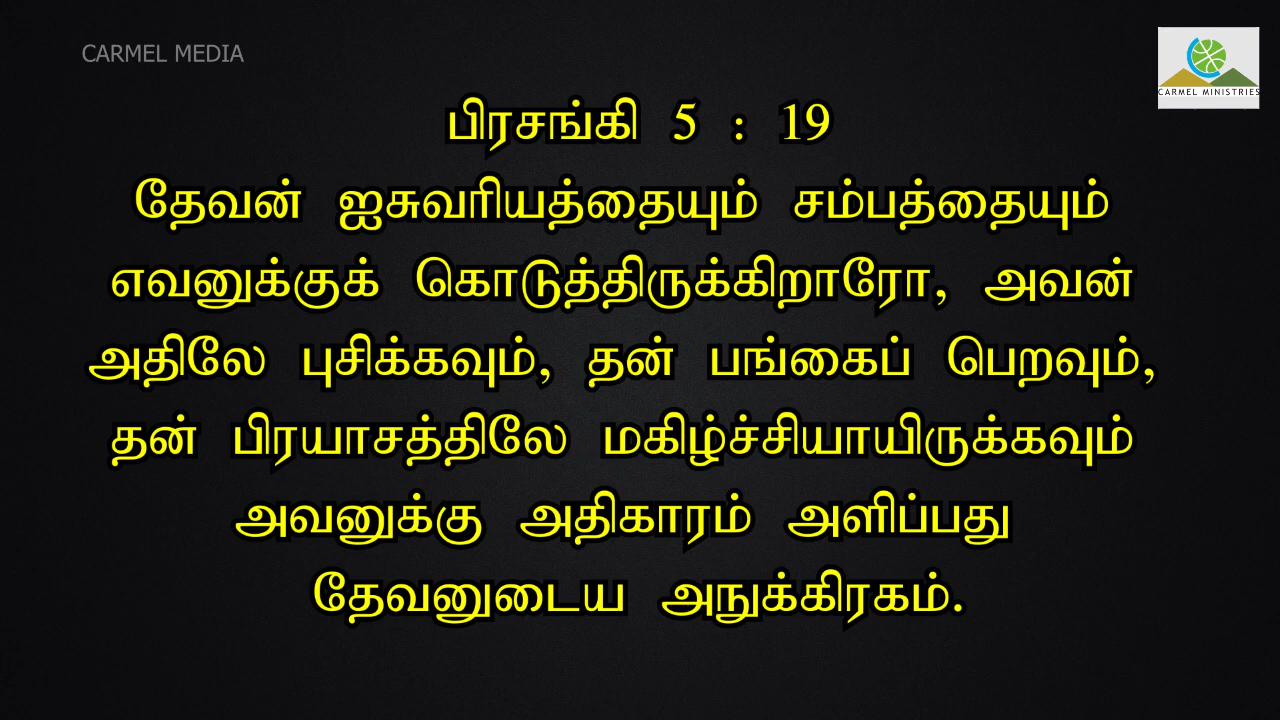 CARMEL MEDIA
CARMEL MINISTRIES
பிரசங்கி 5 : 19
தேவன் ஐசுவரியத்தையும் சம்பத்தையும்
எவனுக்குக் கொடுத்திருக்கிறாரோ, அவன்
அதிலே புசிக்கவும், தன் பங்கைப் பெறவும்,
தன் பிரயாசத்திலே மகிழ்ச்சியாயிருக்கவும்
அவனுக்கு அதிகாரம் அளிப்பது
தேவனுடைய அநுக்கிரகம்.